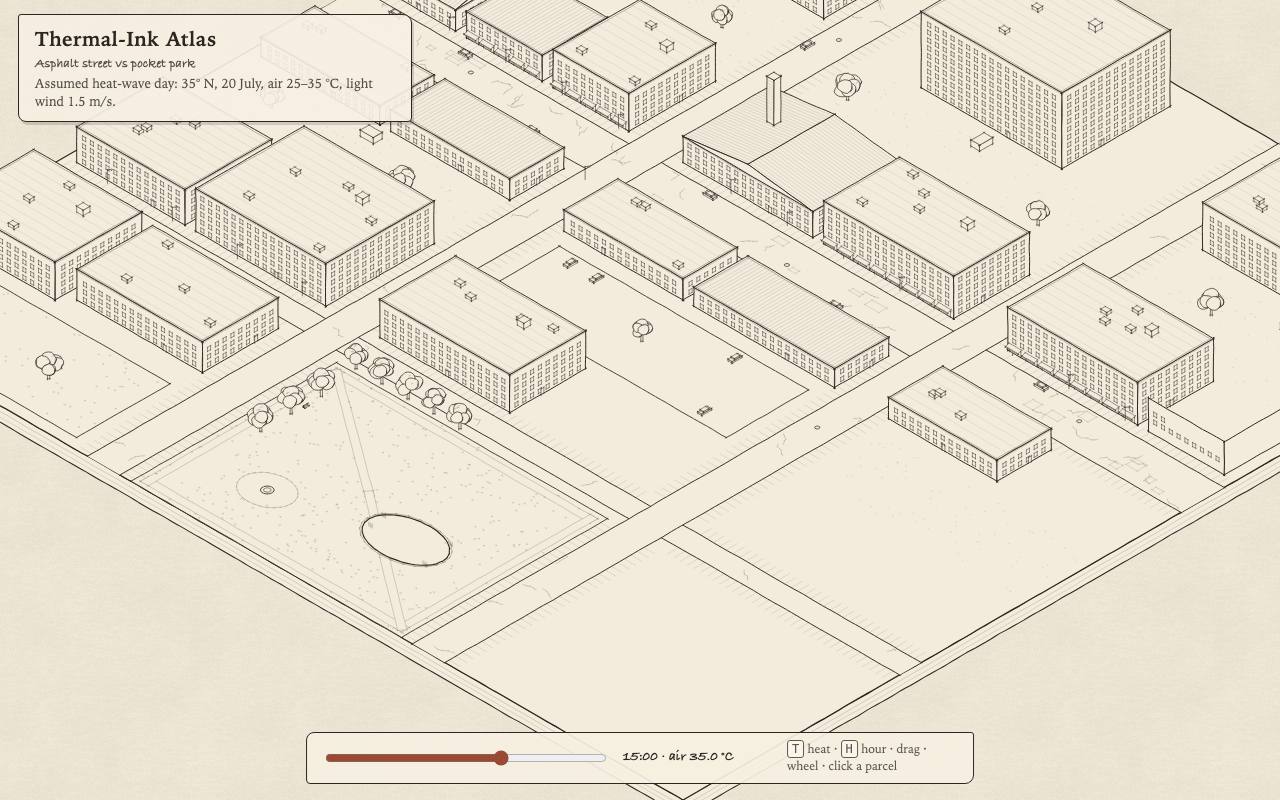 Thermal-Ink Atlas
Asphalt street vs pocket park
Assumed heat-wave day: 35° N, 20 July, air 25–35 °C, light
wind 1.5 m/s.
15:00 · air 35.0 °C
T heat · H hour · drag ·
wheel · click a parcel